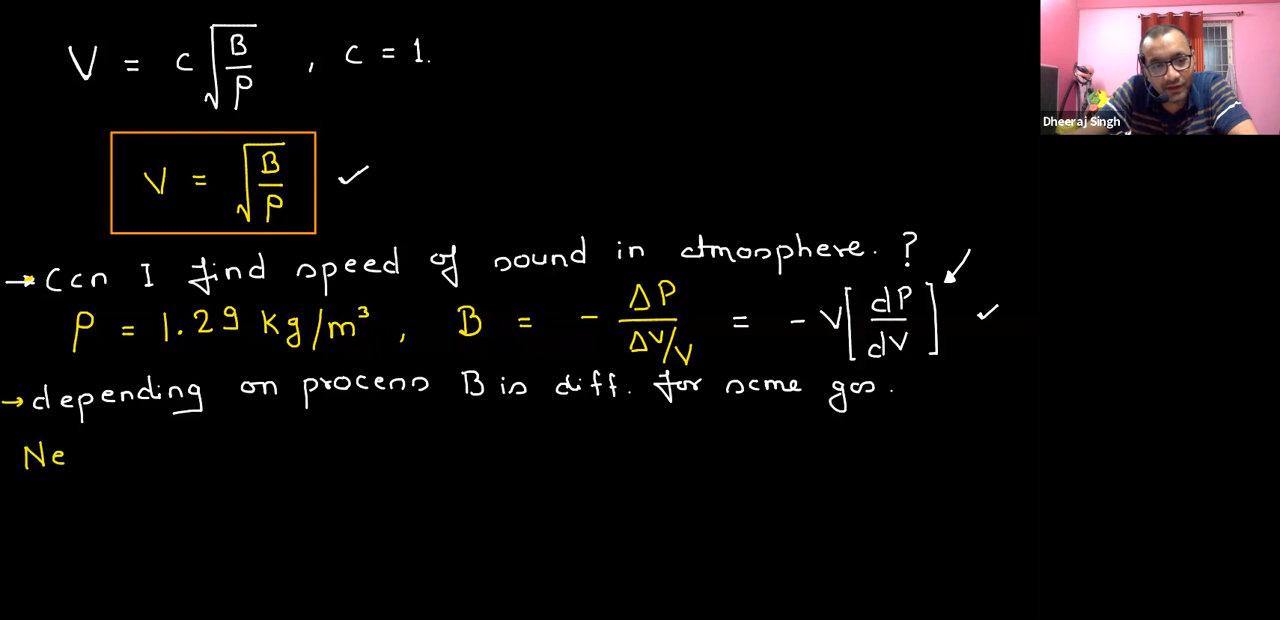 V = c√(B/ρ) , c = 1.
Dheeraj Singh
V = √(B/ρ) ✓
→ Can I find speed of sound in atmosphere. ?
ρ = 1.29 kg/m³ , B = - ΔP/(ΔV/V) = - V[dP/dV] ✓
→ depending on process B is diff. for same gas.
Ne